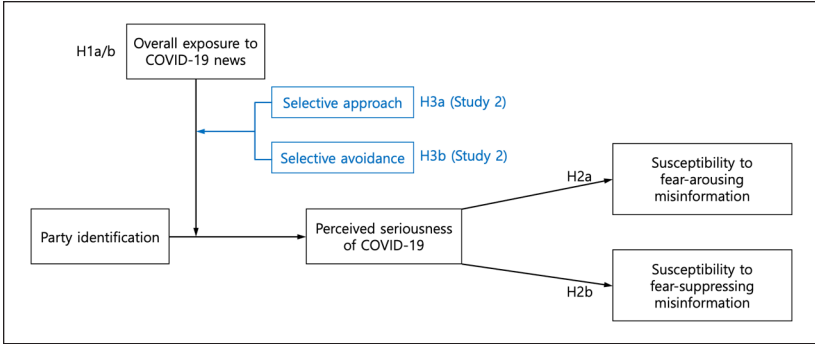 H1a/b
Overall exposure to
COVID-19 news
Selective approach
H3a (Study 2)
Selective avoidance
H3b (Study 2)
H2a
Susceptibility to
fear-arousing
misinformation
Party identification
Perceived seriousness
of COVID-19
H2b
Susceptibility to
fear-suppressing
misinformation